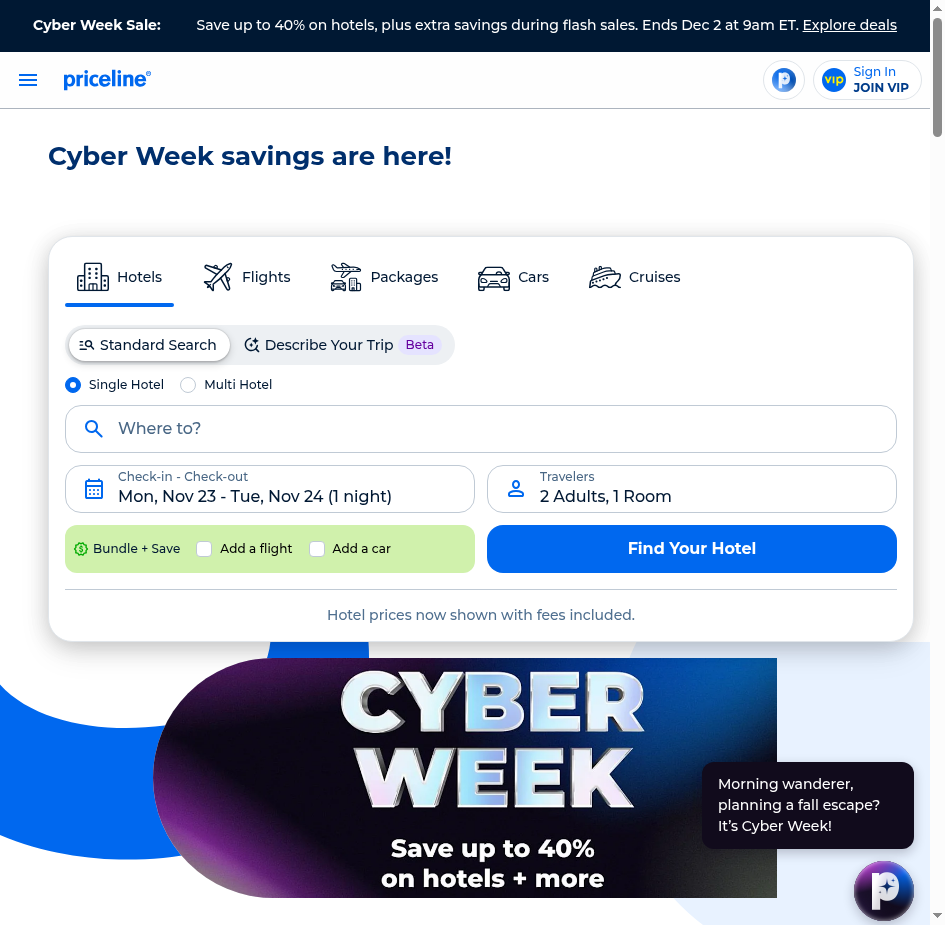 Cyber Week Sale: Save up to 40% on hotels, plus extra savings during flash sales. Ends Dec 2 at 9am ET. Explore deals
priceline®
p
vip
Sign In
JOIN VIP
Cyber Week savings are here!
Hotels Flights Packages Cars Cruises
Standard Search Describe Your Trip Beta
Single Hotel Multi Hotel
Where to?
Check-in - Check-out
Mon, Nov 23 - Tue, Nov 24 (1 night)
Travelers
2 Adults, 1 Room
$ Bundle + Save Add a flight Add a car
Find Your Hotel
Hotel prices now shown with fees included.
CYBER
WEEK
Save up to 40%
on hotels + more
Morning wanderer,
planning a fall escape?
It’s Cyber Week!
p